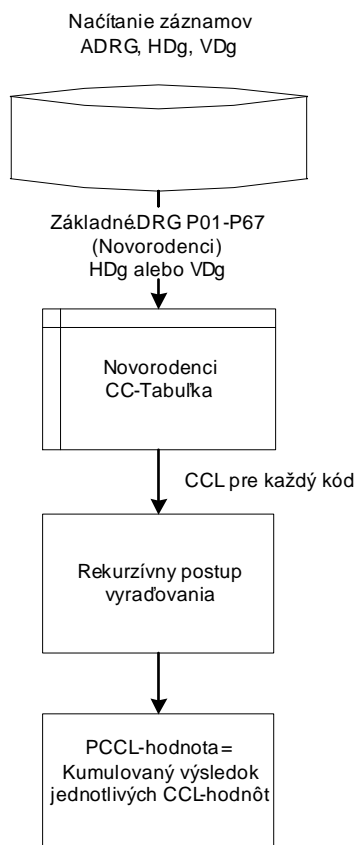 Načítanie záznamov
ADRG, HDg, VDg
Základné.DRG P01-P67
(Novorodenci)
HDg alebo VDg
Novorodenci
CC-Tabuľka
CCL pre každý kód
Rekurzívny postup
vyraďovania
PCCL-hodnota=
Kumulovaný výsledok
jednotlivých CCL-hodnôt